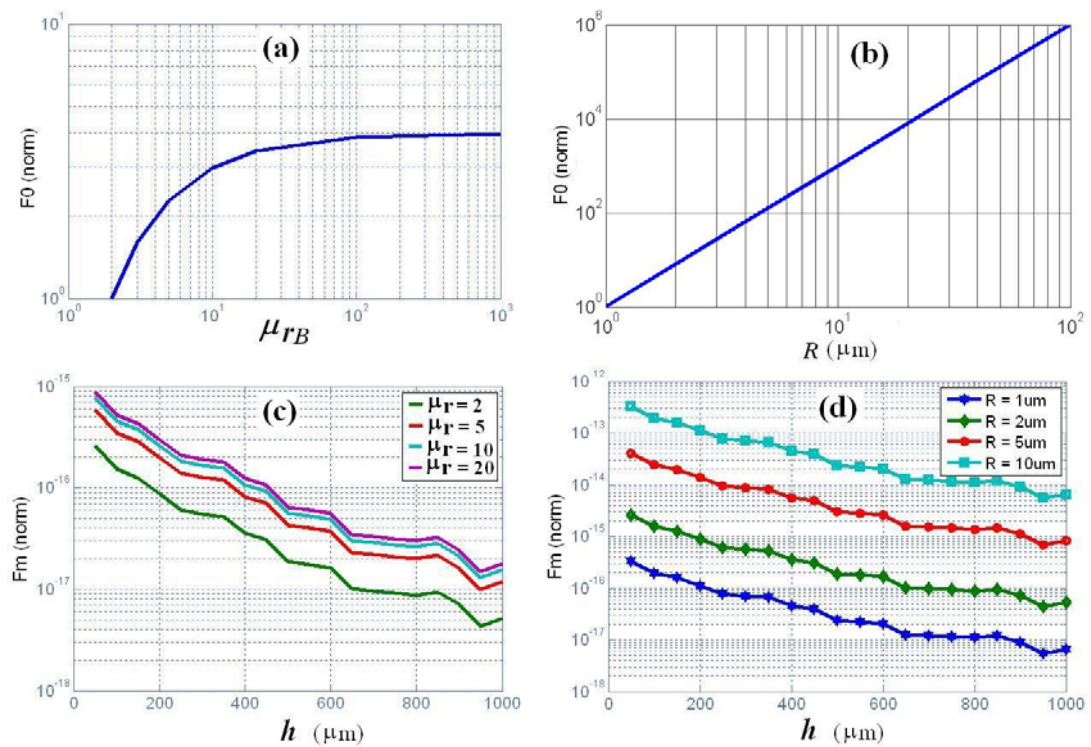 (a)
F0 (norm)
10^1
10^0
10^0 10^1 10^2 10^3
μ_rB
(b)
F0 (norm)
10^6
10^4
10^2
10^0
10^0 10^1 10^2
R (μm)
(c)
Fm (norm)
10^-15
10^-16
10^-17
10^-18
0 200 400 600 800 1000
h (μm)
μr = 2
μr = 5
μr = 10
μr = 20
(d)
Fm (norm)
10^-12
10^-13
10^-14
10^-15
10^-16
10^-17
10^-18
0 200 400 600 800 1000
h (μm)
R = 1um
R = 2um
R = 5um
R = 10um